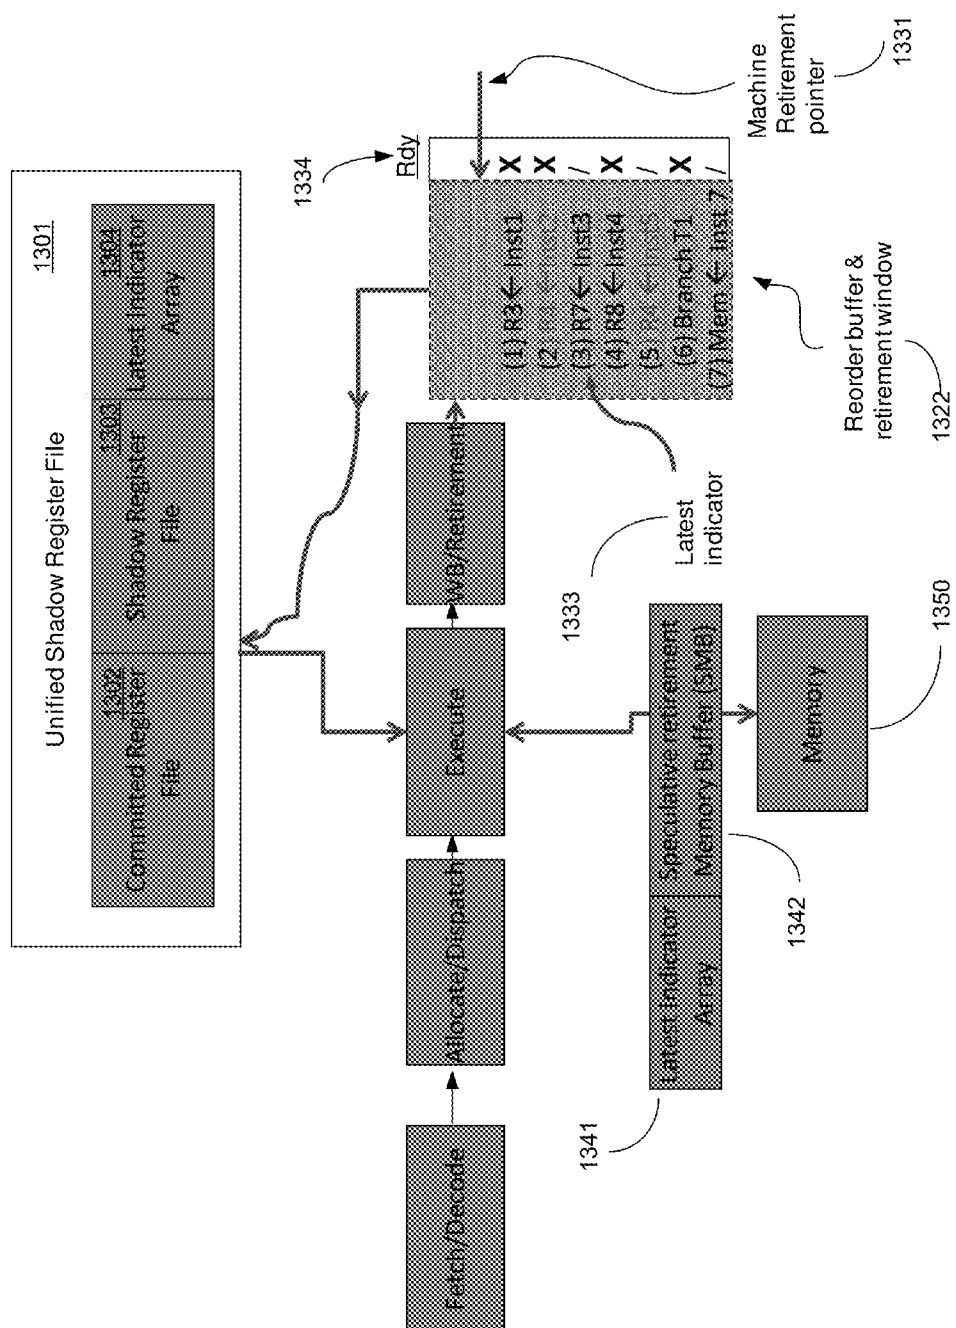 Unified Shadow Register File
1301
1302
Committed Register
File
1303
Shadow Register
File
1304
Latest Indicator
Array
Fetch/Decode
Allocate/Dispatch
Execute
WB/Retirement
1334
Rdy
(1) R3← Inst1 X
(2) X
(3) R7← Inst3 /
(4) R8 ← Inst4 X
(5 /
(6) Branch T1 X
(7) Mem ← Inst 7 /
Machine
Retirement
pointer
1331
Latest
indicator
1333
Reorder buffer &
retirement window
1322
1341
Latest Indicator
Array
Speculative retirement
Memory Buffer (SMB)
1342
Memory
1350